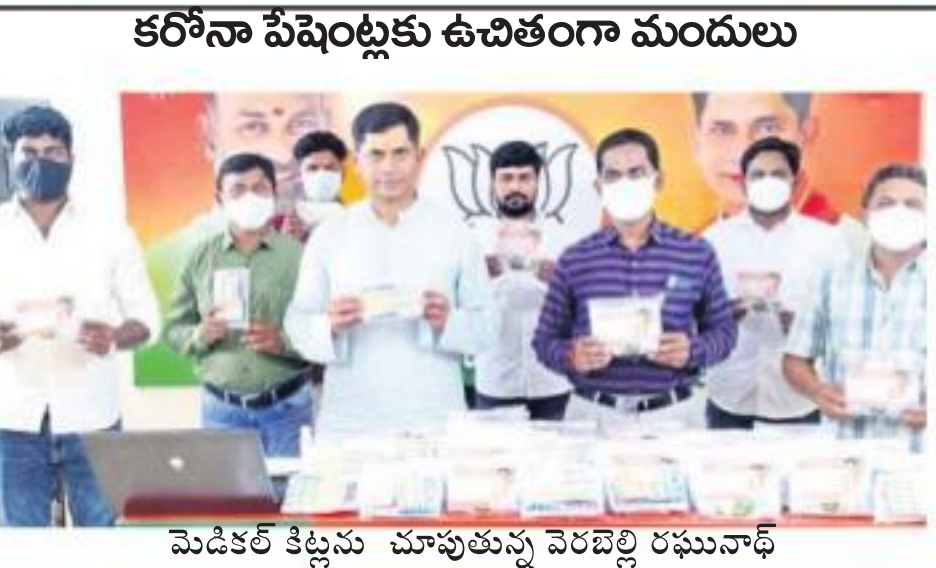 కరోనా పేషెంట్లకు ఉచితంగా మందులు
మెడికల్ కిట్లను చూపుతున్న వెరబెల్లి రఘునాథ్